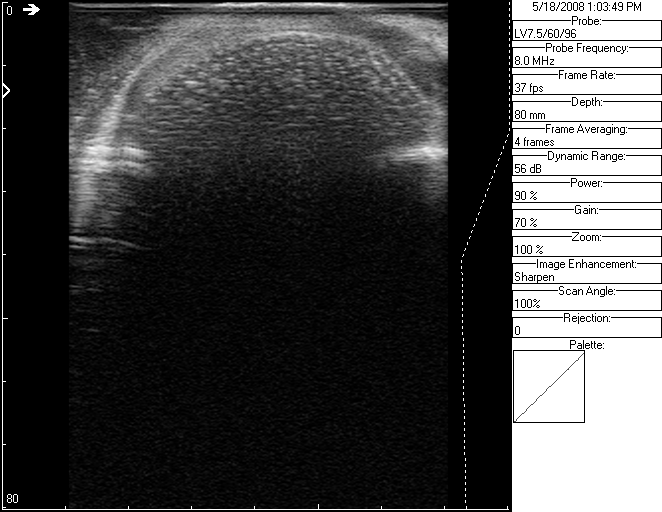 0
5/18/2008 1:03:49 PM
Probe:
LV7.5/60/96
Probe Frequency:
8.0 MHz
Frame Rate:
37 fps
Depth:
80 mm
Frame Averaging:
4 frames
Dynamic Range:
56 dB
Power:
90 %
Gain:
70 %
Zoom:
100 %
Image Enhancement:
Sharpen
Scan Angle:
100%
Rejection:
0
Palette:
80